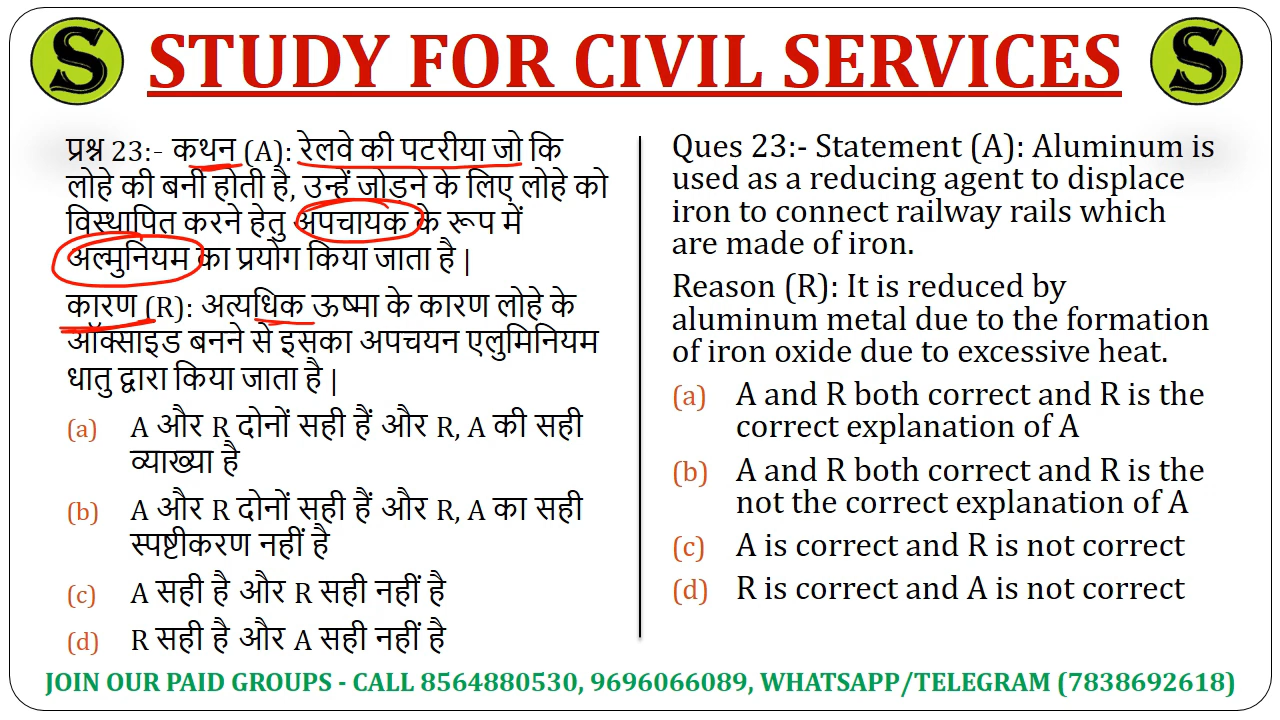 S STUDY FOR CIVIL SERVICES S
प्रश्न 23:- कथन (A): रेलवे की पटरीया जो कि
लोहे की बनी होती है, उन्हें जोड़ने के लिए लोहे को
विस्थापित करने हेतु अपचायक के रूप में
अल्मुनियम का प्रयोग किया जाता है |
कारण (R): अत्यधिक ऊष्मा के कारण लोहे के
ऑक्साइड बनने से इसका अपचयन एलुमिनियम
धातु द्वारा किया जाता है |
(a) A और R दोनों सही हैं और R, A की सही
व्याख्या है
(b) A और R दोनों सही हैं और R, A का सही
स्पष्टीकरण नहीं है
(c) A सही है और R सही नहीं है
(d) R सही है और A सही नहीं है
Ques 23:- Statement (A): Aluminum is
used as a reducing agent to displace
iron to connect railway rails which
are made of iron.
Reason (R): It is reduced by
aluminum metal due to the formation
of iron oxide due to excessive heat.
(a) A and R both correct and R is the
correct explanation of A
(b) A and R both correct and R is the
not the correct explanation of A
(c) A is correct and R is not correct
(d) R is correct and A is not correct
JOIN OUR PAID GROUPS - CALL 8564880530, 9696066089, WHATSAPP/TELEGRAM (7838692618)